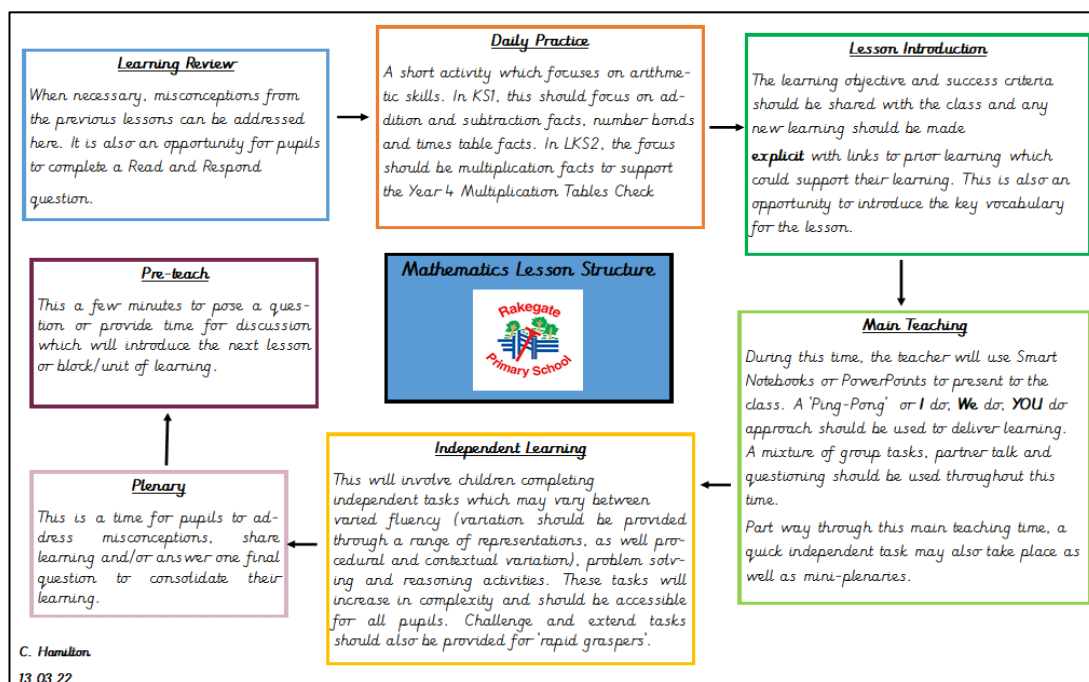 Learning Review
When necessary, misconceptions from
the previous lessons can be addressed
here. It is also an opportunity for pupils
to complete a Read and Respond
question.
Daily Practice
A short activity which focuses on arithme-
tic skills. In KS1, this should focus on ad-
dition and subtraction facts, number bonds
and times table facts. In LKS2, the focus
should be multiplication facts to support
the Year 4 Multiplication Tables Check
Lesson Introduction
The learning objective and success criteria
should be shared with the class and any
new learning should be made
explicit with links to prior learning which
could support their learning. This is also an
opportunity to introduce the key vocabulary
for the lesson.
Main Teaching
During this time, the teacher will use Smart
Notebooks or PowerPoints to present to the
class. A 'Ping-Pong' or I do, We do, YOU do
approach should be used to deliver learning.
A mixture of group tasks, partner talk and
questioning should be used throughout this
time.
Part way through this main teaching time, a
quick independent task may also take place as
well as mini-plenaries.
Independent Learning
This will involve children completing
independent tasks which may vary between
varied fluency (variation should be provided
through a range of representations, as well pro-
cedural and contextual variation), problem solv-
ing and reasoning activities. These tasks will
increase in complexity and should be accessible
for all pupils. Challenge and extend tasks
should also be provided for 'rapid graspers'.
Plenary
This is a time for pupils to ad-
dress misconceptions, share
learning and/or answer one final
question to consolidate their
learning.
Pre-teach
This a few minutes to pose a ques-
tion or provide time for discussion
which will introduce the next lesson
or block/unit of learning.
Mathematics Lesson Structure
Rakegate
Primary School
C. Hamilton
13.03.22